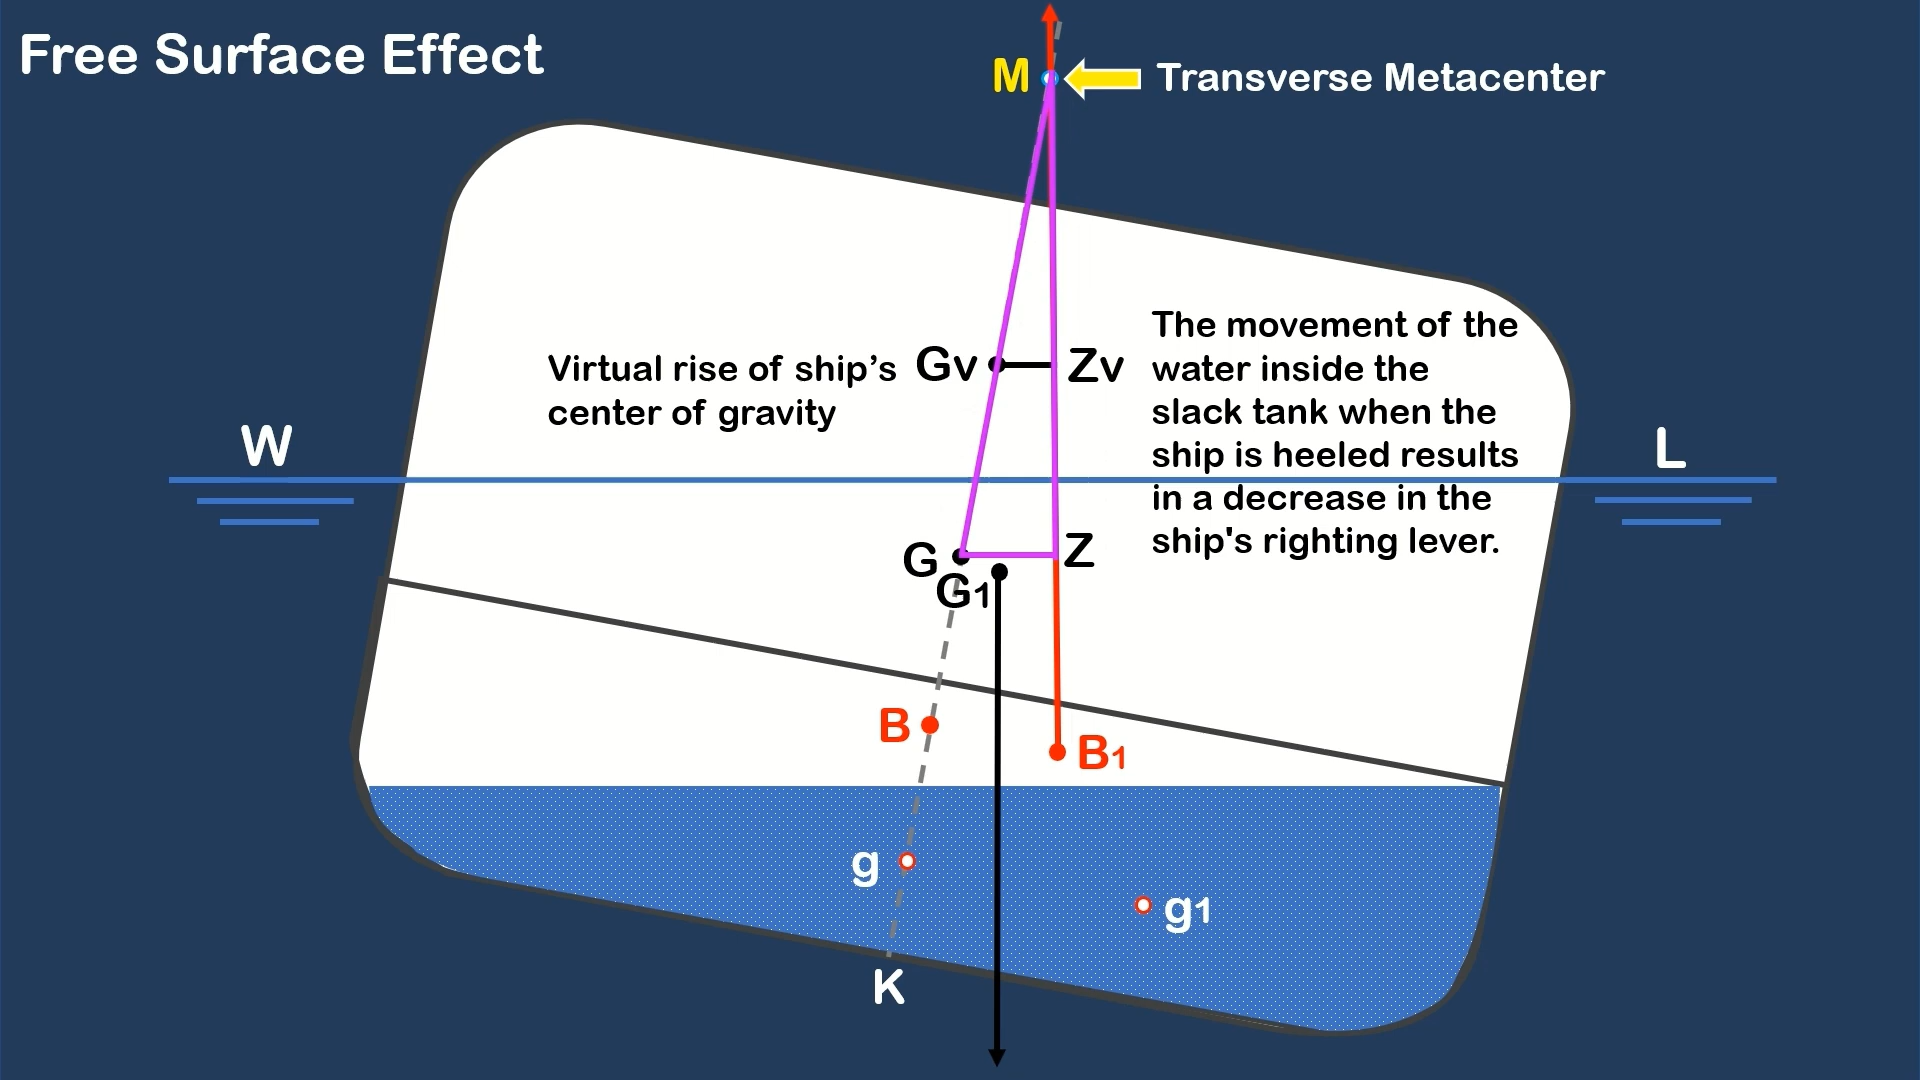 Free Surface Effect
M
Transverse Metacenter
The movement of the
water inside the
slack tank when the
ship is heeled results
in a decrease in the
ship's righting lever.
Virtual rise of ship’s
center of gravity
Gv
Zv
W
L
G
Z
G1
B
B1
g
g1
K